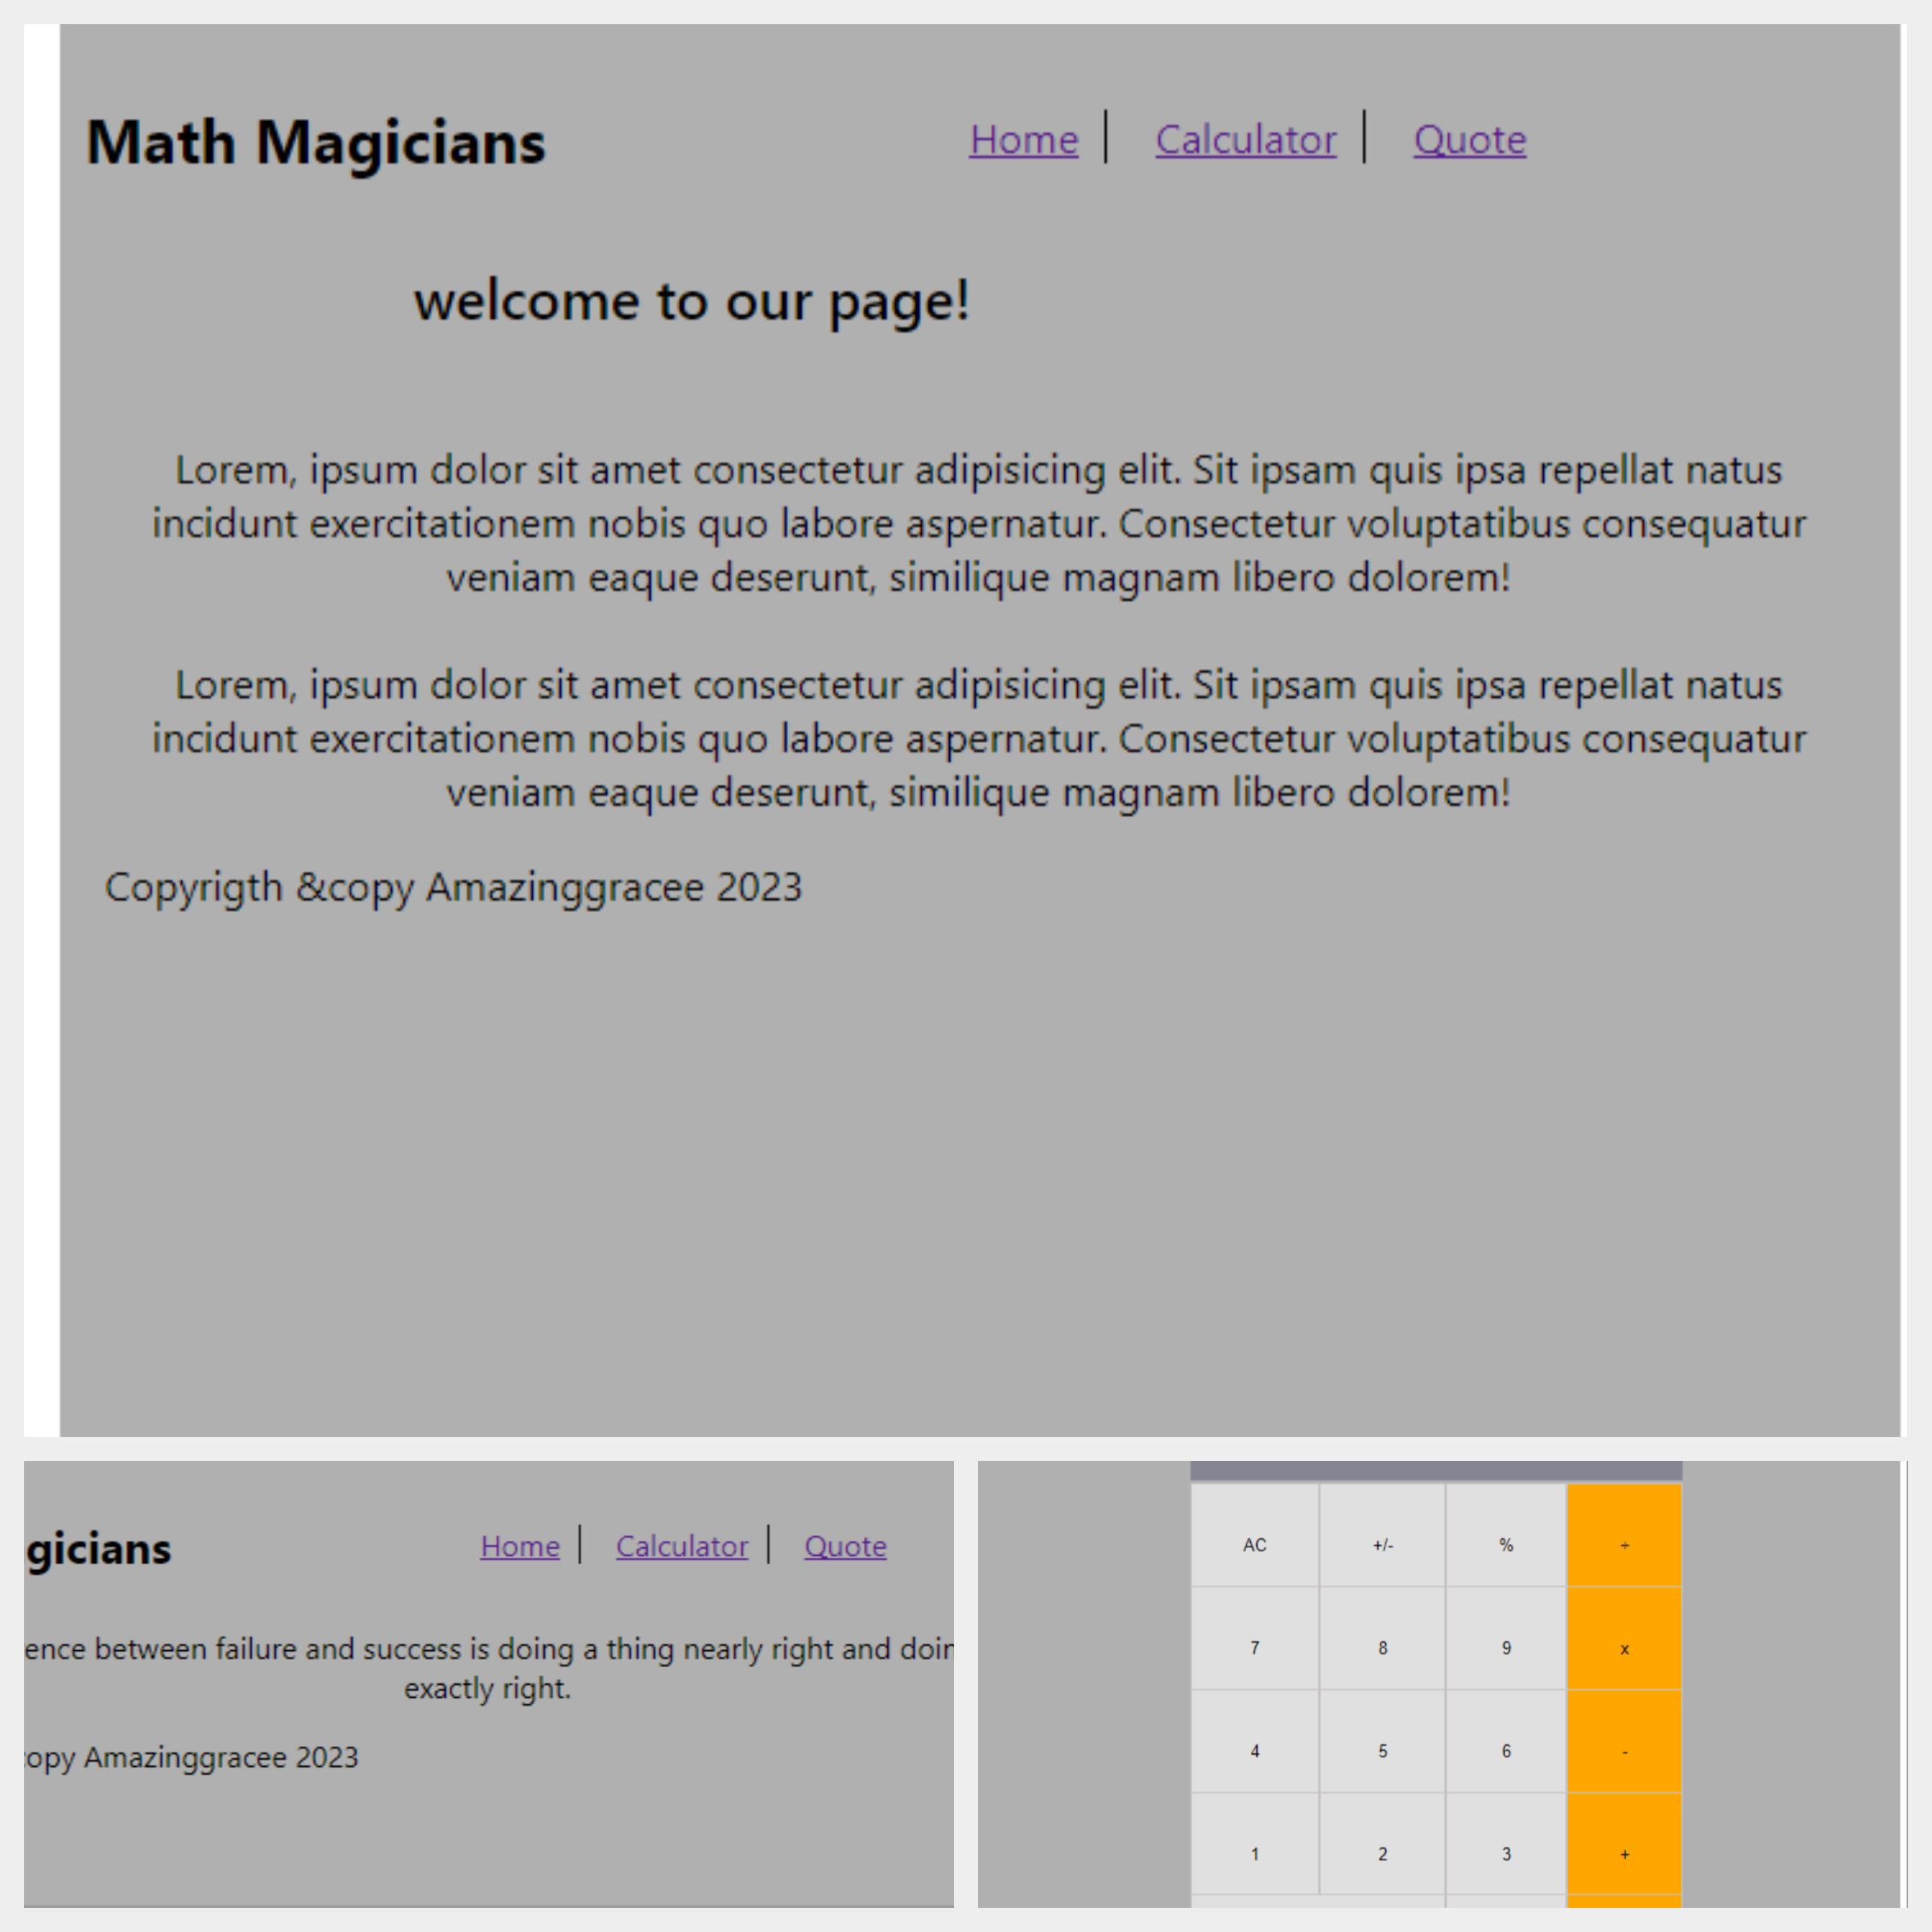 Math Magicians
Home
Calculator
Quote
welcome to our page!
Lorem, ipsum dolor sit amet consectetur adipisicing elit. Sit ipsam quis ipsa repellat natus
incidunt exercitationem nobis quo labore aspernatur. Consectetur voluptatibus consequatur
veniam eaque deserunt, similique magnam libero dolorem!
Lorem, ipsum dolor sit amet consectetur adipisicing elit. Sit ipsam quis ipsa repellat natus
incidunt exercitationem nobis quo labore aspernatur. Consectetur voluptatibus consequatur
veniam eaque deserunt, similique magnam libero dolorem!
Copyrigth &copy Amazinggracee 2023
gicians
Home
Calculator
Quote
ence between failure and success is doing a thing nearly right and doin
exactly right.
opy Amazinggracee 2023
AC +/- % ÷
7 8 9 x
4 5 6 -
1 2 3 +